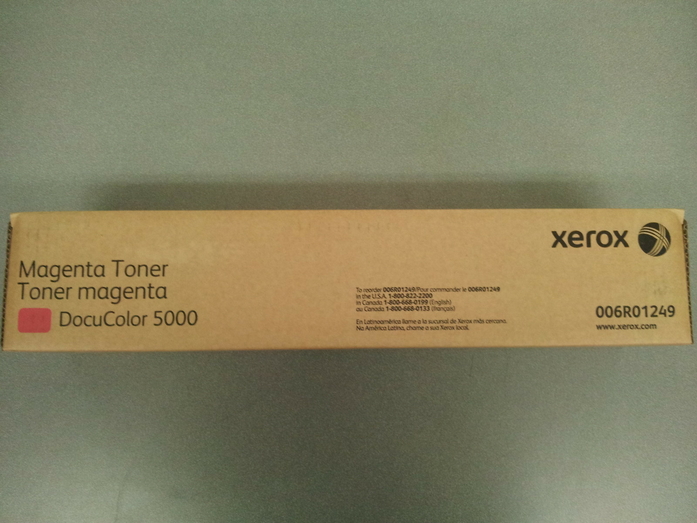 Magenta Toner
Toner magenta
DocuColor 5000
To reorder 006R01249/Pour commander le 006R01249
in the U.S.A. 1-800-822-2200
in Canada 1-800-668-0199 (English)
au Canada 1-800-668-0133 (français)
En Latinoamérica llame a la sucursal de Xerox más cercana.
No América Latina, chame a sua Xerox local.
xerox
006R01249
www.xerox.com